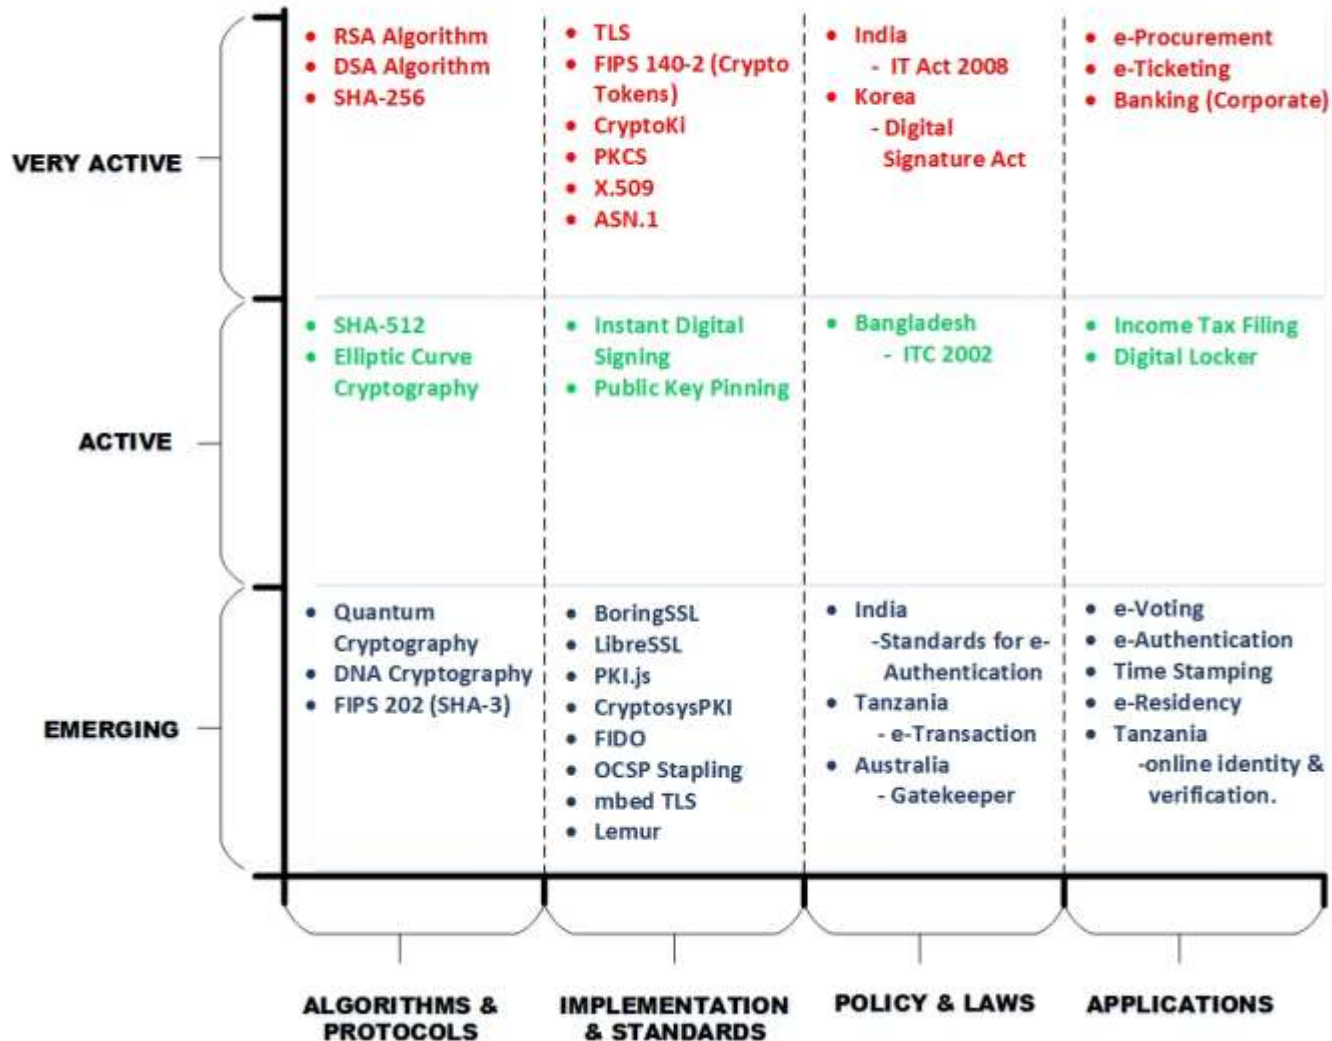 VERY ACTIVE
• RSA Algorithm
• DSA Algorithm
• SHA-256
• TLS
• FIPS 140-2 (Crypto
Tokens)
• CryptoKi
• PKCS
• X.509
• ASN.1
• India
- IT Act 2008
• Korea
- Digital
Signature Act
• e-Procurement
• e-Ticketing
• Banking (Corporate)
ACTIVE
• SHA-512
• Elliptic Curve
Cryptography
• Instant Digital
Signing
• Public Key Pinning
• Bangladesh
- ITC 2002
• Income Tax Filing
• Digital Locker
EMERGING
• Quantum
Cryptography
• DNA Cryptography
• FIPS 202 (SHA-3)
• BoringSSL
• LibreSSL
• PKI.js
• CryptosysPKI
• FIDO
• OCSP Stapling
• mbed TLS
• Lemur
• India
-Standards for e-
Authentication
• Tanzania
- e-Transaction
• Australia
- Gatekeeper
• e-Voting
• e-Authentication
• Time Stamping
• e-Residency
• Tanzania
-online identity &
verification.
ALGORITHMS &
PROTOCOLS
IMPLEMENTATION
& STANDARDS
POLICY & LAWS
APPLICATIONS